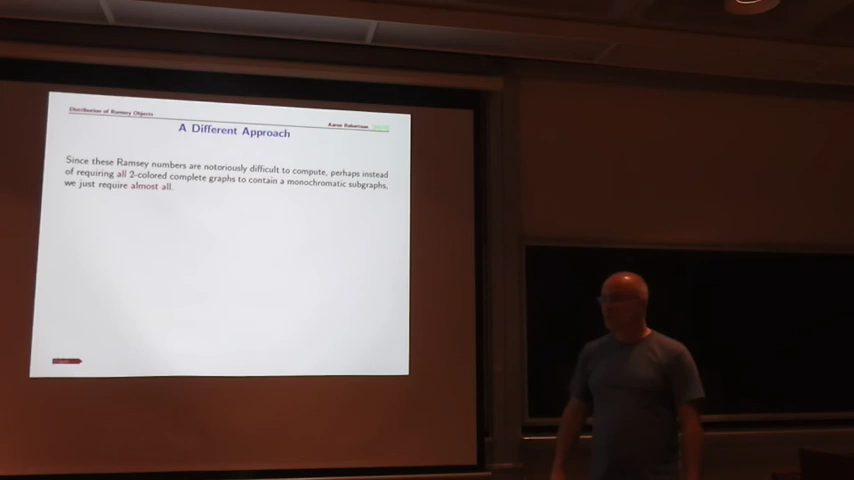 Distribution of Ramsey Objects
Aaron Robertson
A Different Approach
Since these Ramsey numbers are notoriously difficult to compute, perhaps instead
of requiring all 2-colored complete graphs to contain a monochromatic subgraphs,
we just require almost all.